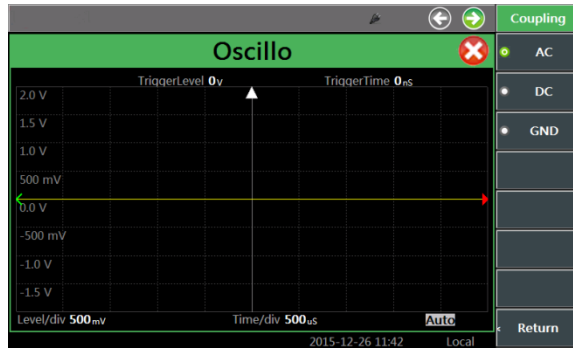 Coupling
Oscillo
AC
DC
GND
TriggerLevel 0v TriggerTime 0nS
2.0 V
1.5 V
1.0 V
500 mV
0.0 V
-500 mV
-1.0 V
-1.5 V
Level/div 500mV Time/div 500uS Auto
Return
2015-12-26 11:42 Local